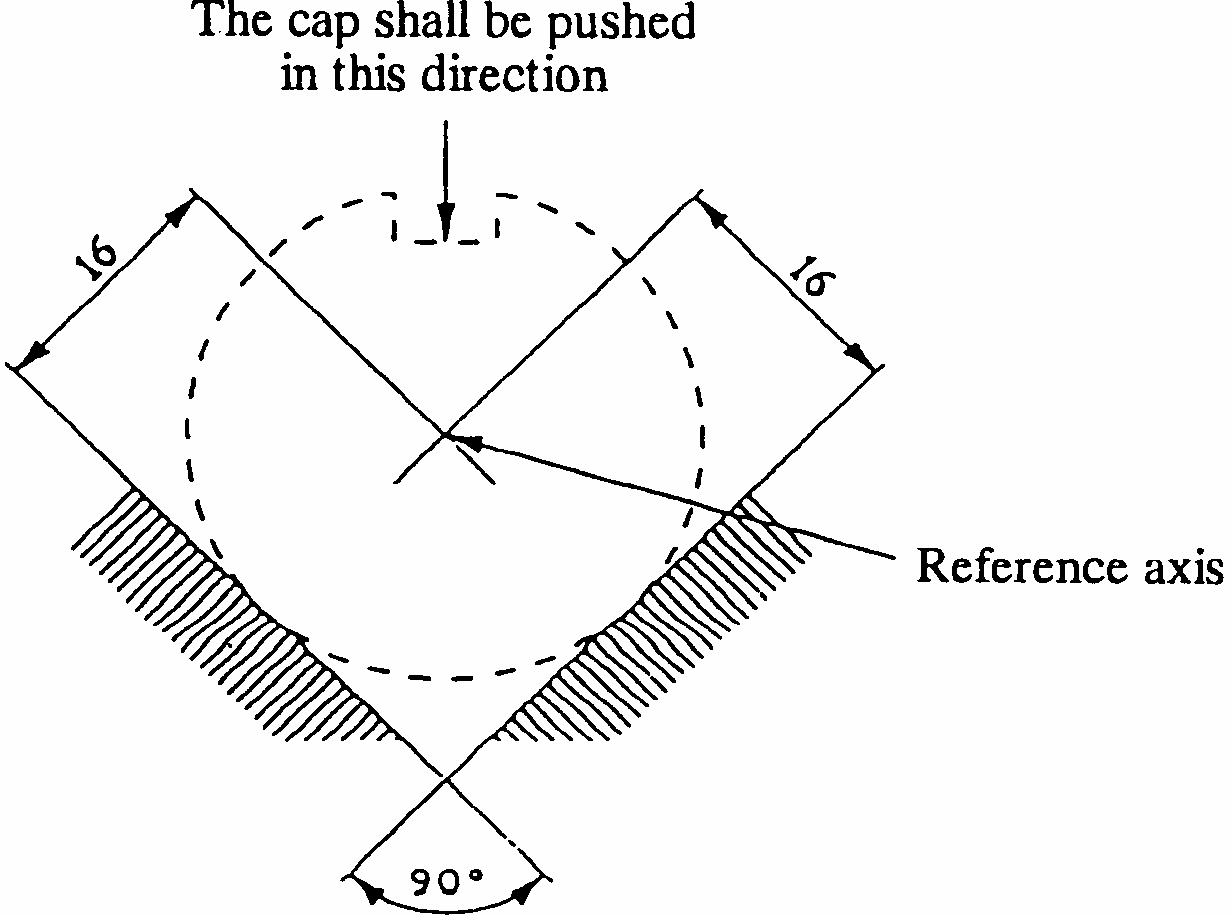 The cap shall be pushed
in this direction
16
16
Reference axis
90°